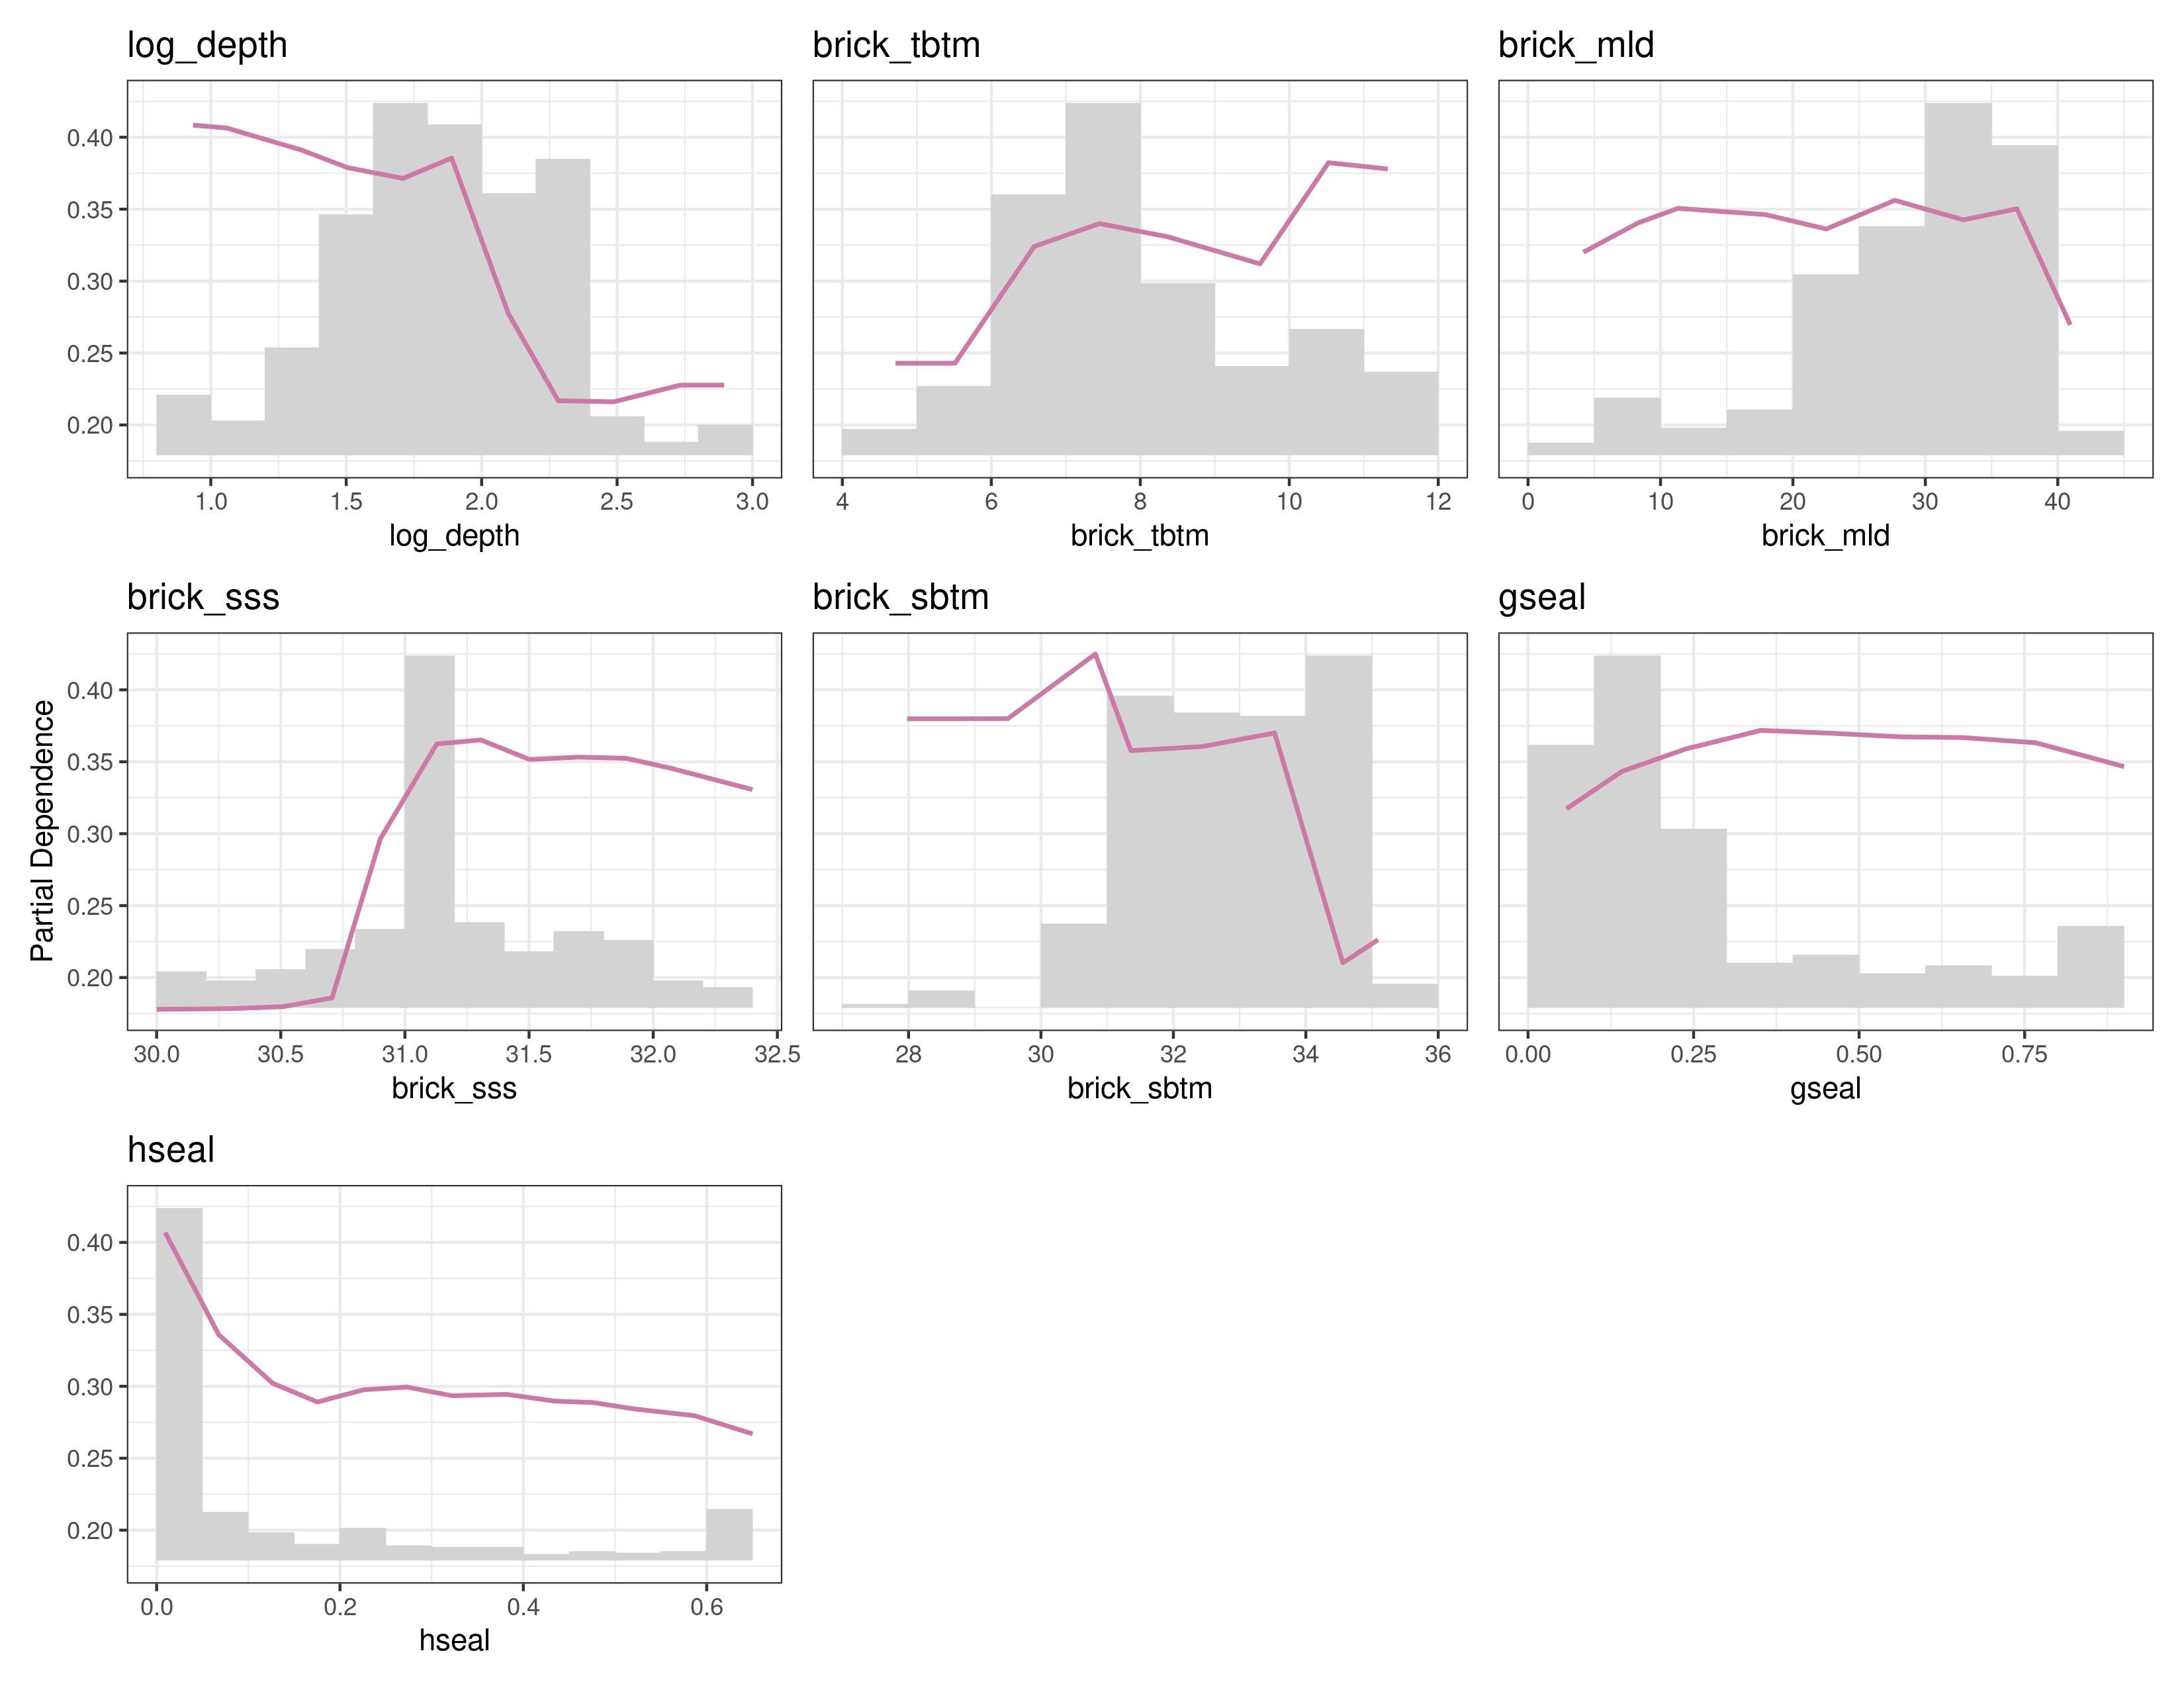 log_depth
brick_tbtm
brick_mld
0.40
0.35
0.30
0.25
0.20
1.0 1.5 2.0 2.5 3.0
4 6 8 10 12
0 10 20 30 40
log_depth
brick_tbtm
brick_mld
brick_sss
brick_sbtm
gseal
Partial Dependence
0.40
0.35
0.30
0.25
0.20
30.0 30.5 31.0 31.5 32.0 32.5
28 30 32 34 36
0.00 0.25 0.50 0.75
brick_sss
brick_sbtm
gseal
hseal
0.40
0.35
0.30
0.25
0.20
0.0 0.2 0.4 0.6
hseal